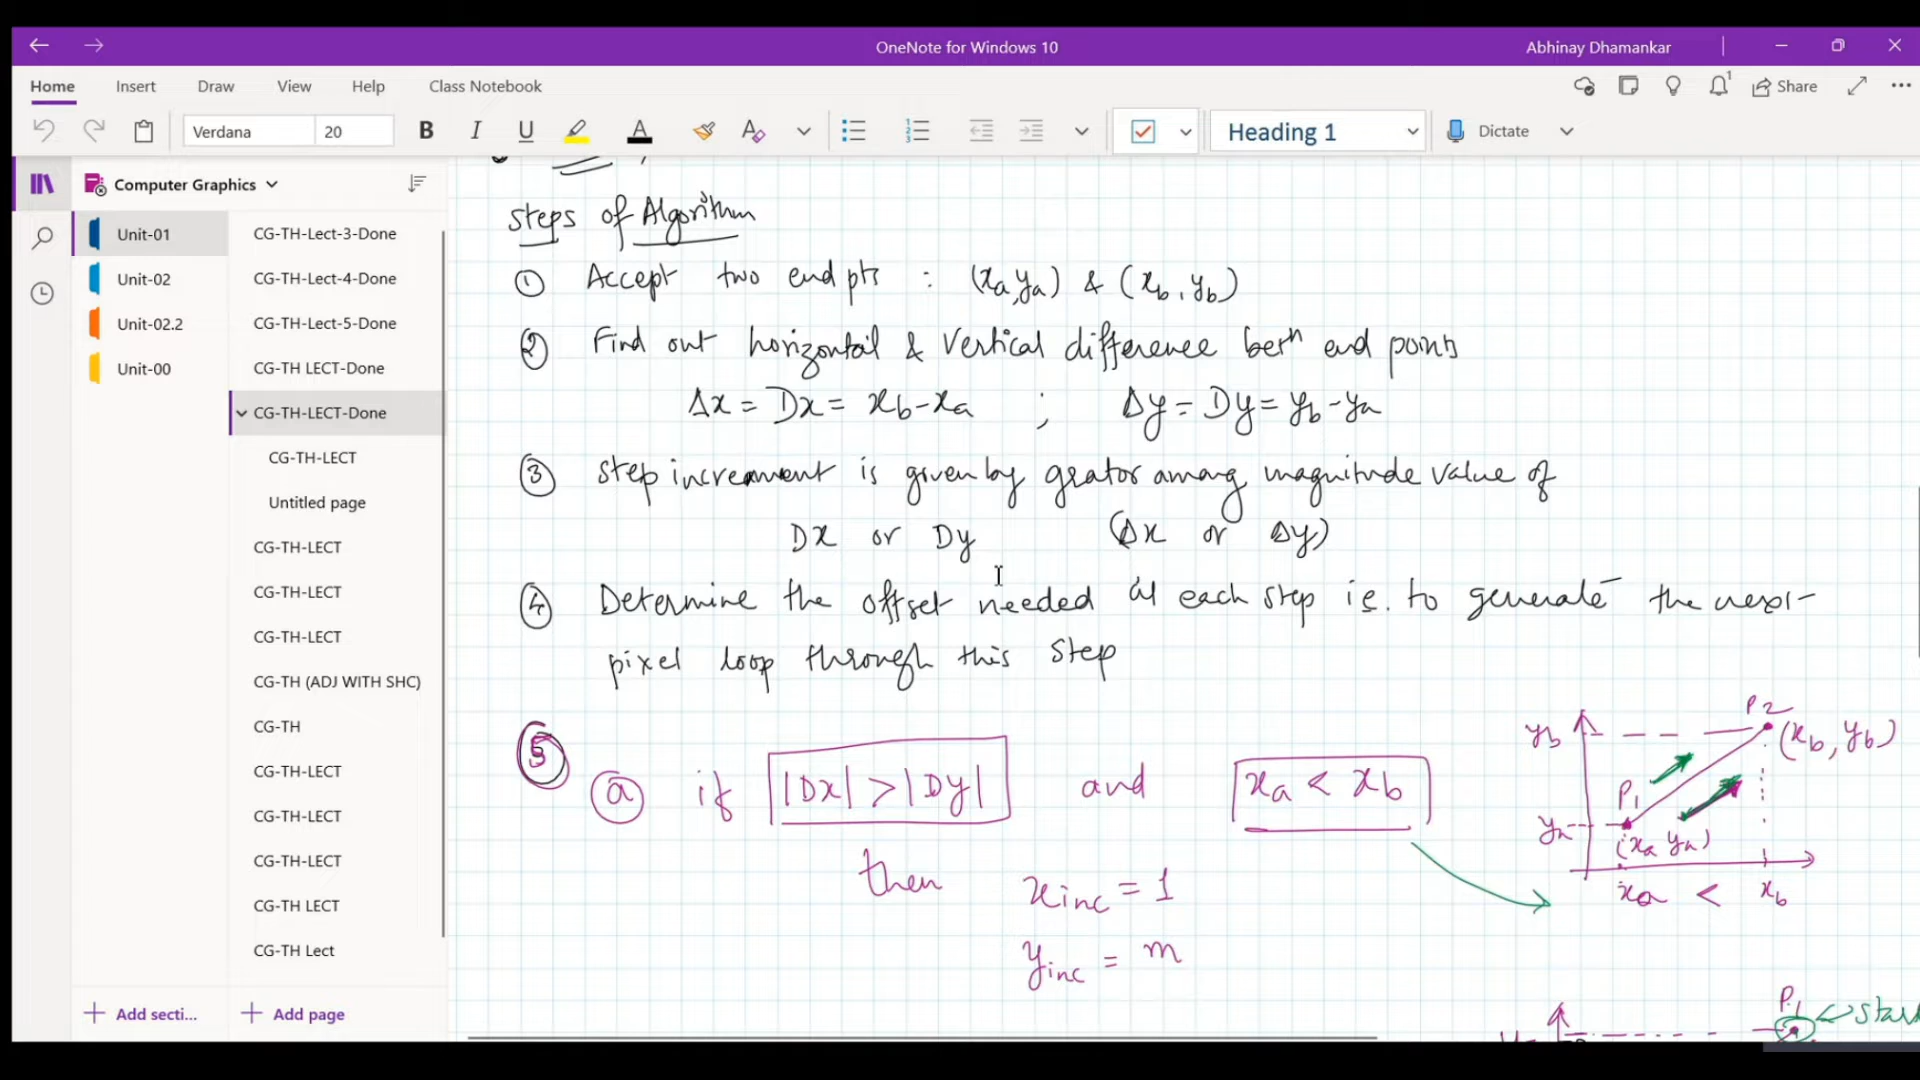 OneNote for Windows 10
Abhinay Dhamankar
Home Insert Draw View Help Class Notebook
1
Share
Verdana 20 B I U A A Heading 1 Dictate
Computer Graphics
Unit-01
Unit-02
Unit-02.2
Unit-00
CG-TH-Lect-3-Done
CG-TH-Lect-4-Done
CG-TH-Lect-5-Done
CG-TH LECT-Done
CG-TH-LECT-Done
CG-TH-LECT
Untitled page
CG-TH-LECT
CG-TH-LECT
CG-TH-LECT
CG-TH (ADJ WITH SHC)
CG-TH
CG-TH-LECT
CG-TH-LECT
CG-TH-LECT
CG-TH LECT
CG-TH Lect
Add secti...
Add page
steps of Algorithm
① Accept two end pts : (xa,ya) & (xb, yb)
② Find out horizontal & Vertical difference betn end points
Δx = Dx = xb-xa ; Δy = Dy = yb-ya
③ step increament is given by grator among magnitude value of
Dx or Dy (Δx or Δy)
④ Determine the offset needed at each step i.e. to generate the next
pixel loop through this step
⑤
ⓐ if |Dx| > |Dy| and xa < xb
then xinc = 1
yinc = m
P2
yb (xb, yb)
P1
ya
(xa ya)
xa < xb
P1 start